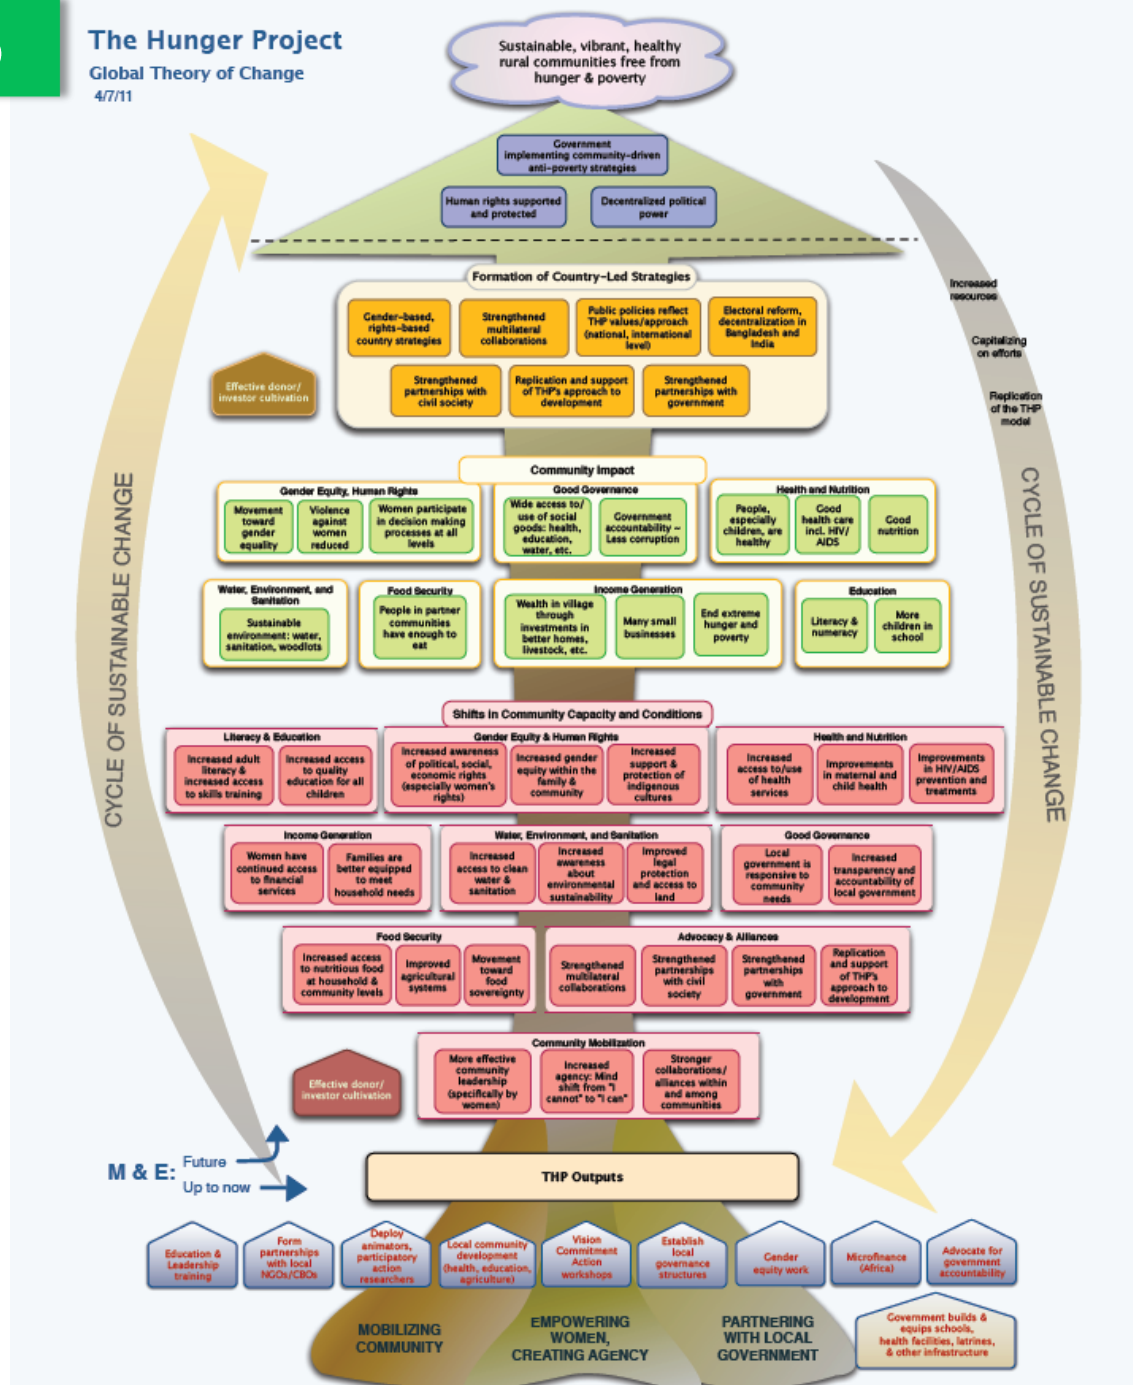 The Hunger Project
Global Theory of Change
4/7/11
Sustainable, vibrant, healthy
rural communities free from
hunger & poverty
Government
implementing community-driven
anti-poverty strategies
Human rights supported
and protected
Decentralized political
power
Formation of Country-Led Strategies
Gender-based,
rights-based
country strategies
Strengthened
multilateral
collaborations
Public policies reflect
THP values/approach
(national, international
level)
Electoral reform,
decentralization in
Bangladesh and
India
Strengthened
partnerships with
civil society
Replication and support
of THP's approach to
development
Strengthened
partnerships with
government
Effective donor/
investor cultivation
Increased
resources
Capitalizing
on efforts
Replication
of the THP
model
CYCLE OF SUSTAINABLE CHANGE
CYCLE OF SUSTAINABLE CHANGE
Community Impact
Gender Equity, Human Rights
Movement
toward
gender
equality
Violence
against
women
reduced
Women participate
in decision making
processes at all
levels
Good Governance
Wide access to/
use of social
goods: health,
education,
water, etc.
Government
accountability –
Less corruption
Health and Nutrition
People,
especially
children, are
healthy
Good
health care
incl. HIV/
AIDS
Good
nutrition
Water, Environment, and
Sanitation
Sustainable
environment: water,
sanitation, woodlots
Food Security
People in partner
communities
have enough to
eat
Income Generation
Wealth in village
through
investments in
better homes,
livestock, etc.
Many small
businesses
End extreme
hunger and
poverty
Education
Literacy &
numeracy
More
children in
school
Shifts in Community Capacity and Conditions
Literacy & Education
Increased adult
literacy &
increased access
to skills training
Increased access
to quality
education for all
children
Gender Equity & Human Rights
Increased awareness
of political, social,
economic rights
(especially women's
rights)
Increased gender
equity within the
family &
community
Increased
support &
protection of
indigenous
cultures
Health and Nutrition
Increased
access to/use
of health
services
Improvements
in maternal and
child health
Improvements
in HIV/AIDS
prevention and
treatments
Income Generation
Women have
continued access
to financial
services
Families are
better equipped
to meet
household needs
Water, Environment, and Sanitation
Increased
access to clean
water &
sanitation
Increased
awareness
about
environmental
sustainability
Improved
legal
protection
and access to
land
Good Governance
Local
government is
responsive to
community
needs
Increased
transparency and
accountability of
local government
Food Security
Increased access
to nutritious food
at household &
community levels
Improved
agricultural
systems
Movement
toward
food
sovereignty
Advocacy & Alliances
Strengthened
multilateral
collaborations
Strengthened
partnerships
with civil
society
Strengthened
partnerships
with
government
Replication
and support
of THP's
approach to
development
Community Mobilization
More effective
community
leadership
(specifically by
women)
Increased
agency: Mind
shift from "I
cannot" to "I can"
Stronger
collaborations/
alliances within
and among
communities
Effective donor/
investor cultivation
M & E:
Future
Up to now
THP Outputs
Education &
Leadership
training
Form
partnerships
with local
NGOs/CBOs
Deploy
animators,
participatory
action
researchers
Local community
development
(health, education,
agriculture)
Vision
Commitment
Action
workshops
Establish
local
governance
structures
Gender
equity work
Microfinance
(Africa)
Advocate for
government
accountability
Government builds &
equips schools,
health facilities, latrines,
& other infrastructure
MOBILIZING
COMMUNITY
EMPOWERING
WOMEN,
CREATING AGENCY
PARTNERING
WITH LOCAL
GOVERNMENT